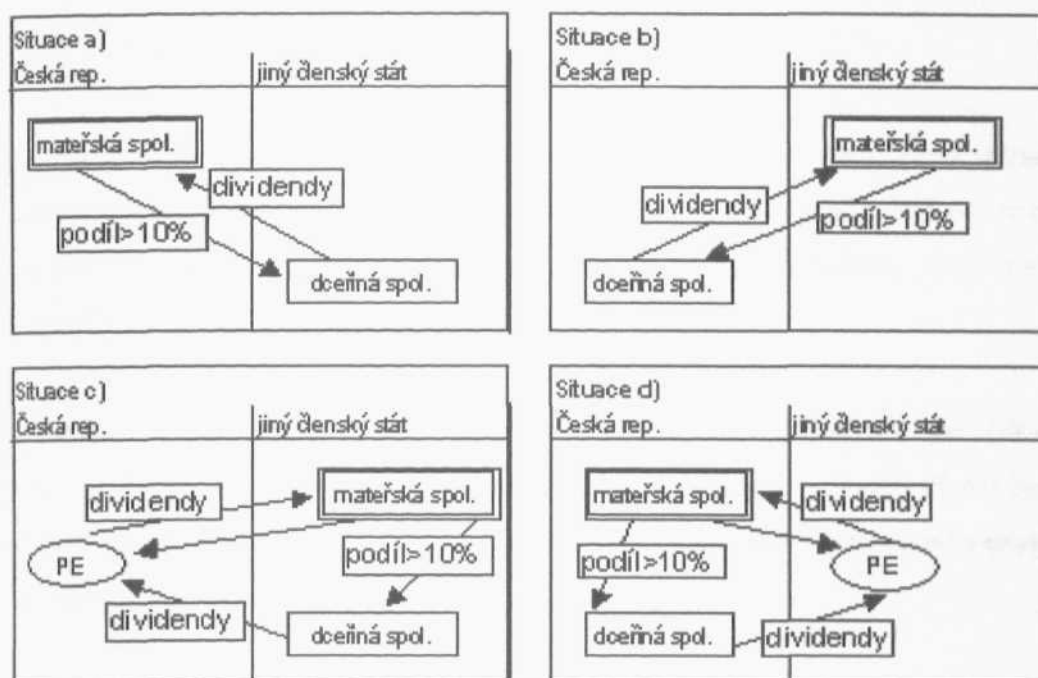 Situace a)
Česká rep.
jiný členský stát
mateřská spol.
dividendy
podíl>10%
dceřiná spol.
Situace b)
Česká rep.
jiný členský stát
mateřská spol.
dividendy
podíl>10%
dceřiná spol.
Situace c)
Česká rep.
jiný členský stát
dividendy
mateřská spol.
PE
podíl>10%
dividendy
dceřiná spol.
Situace d)
Česká rep.
jiný členský stát
mateřská spol.
dividendy
podíl>10%
PE
dceřiná spol.
dividendy